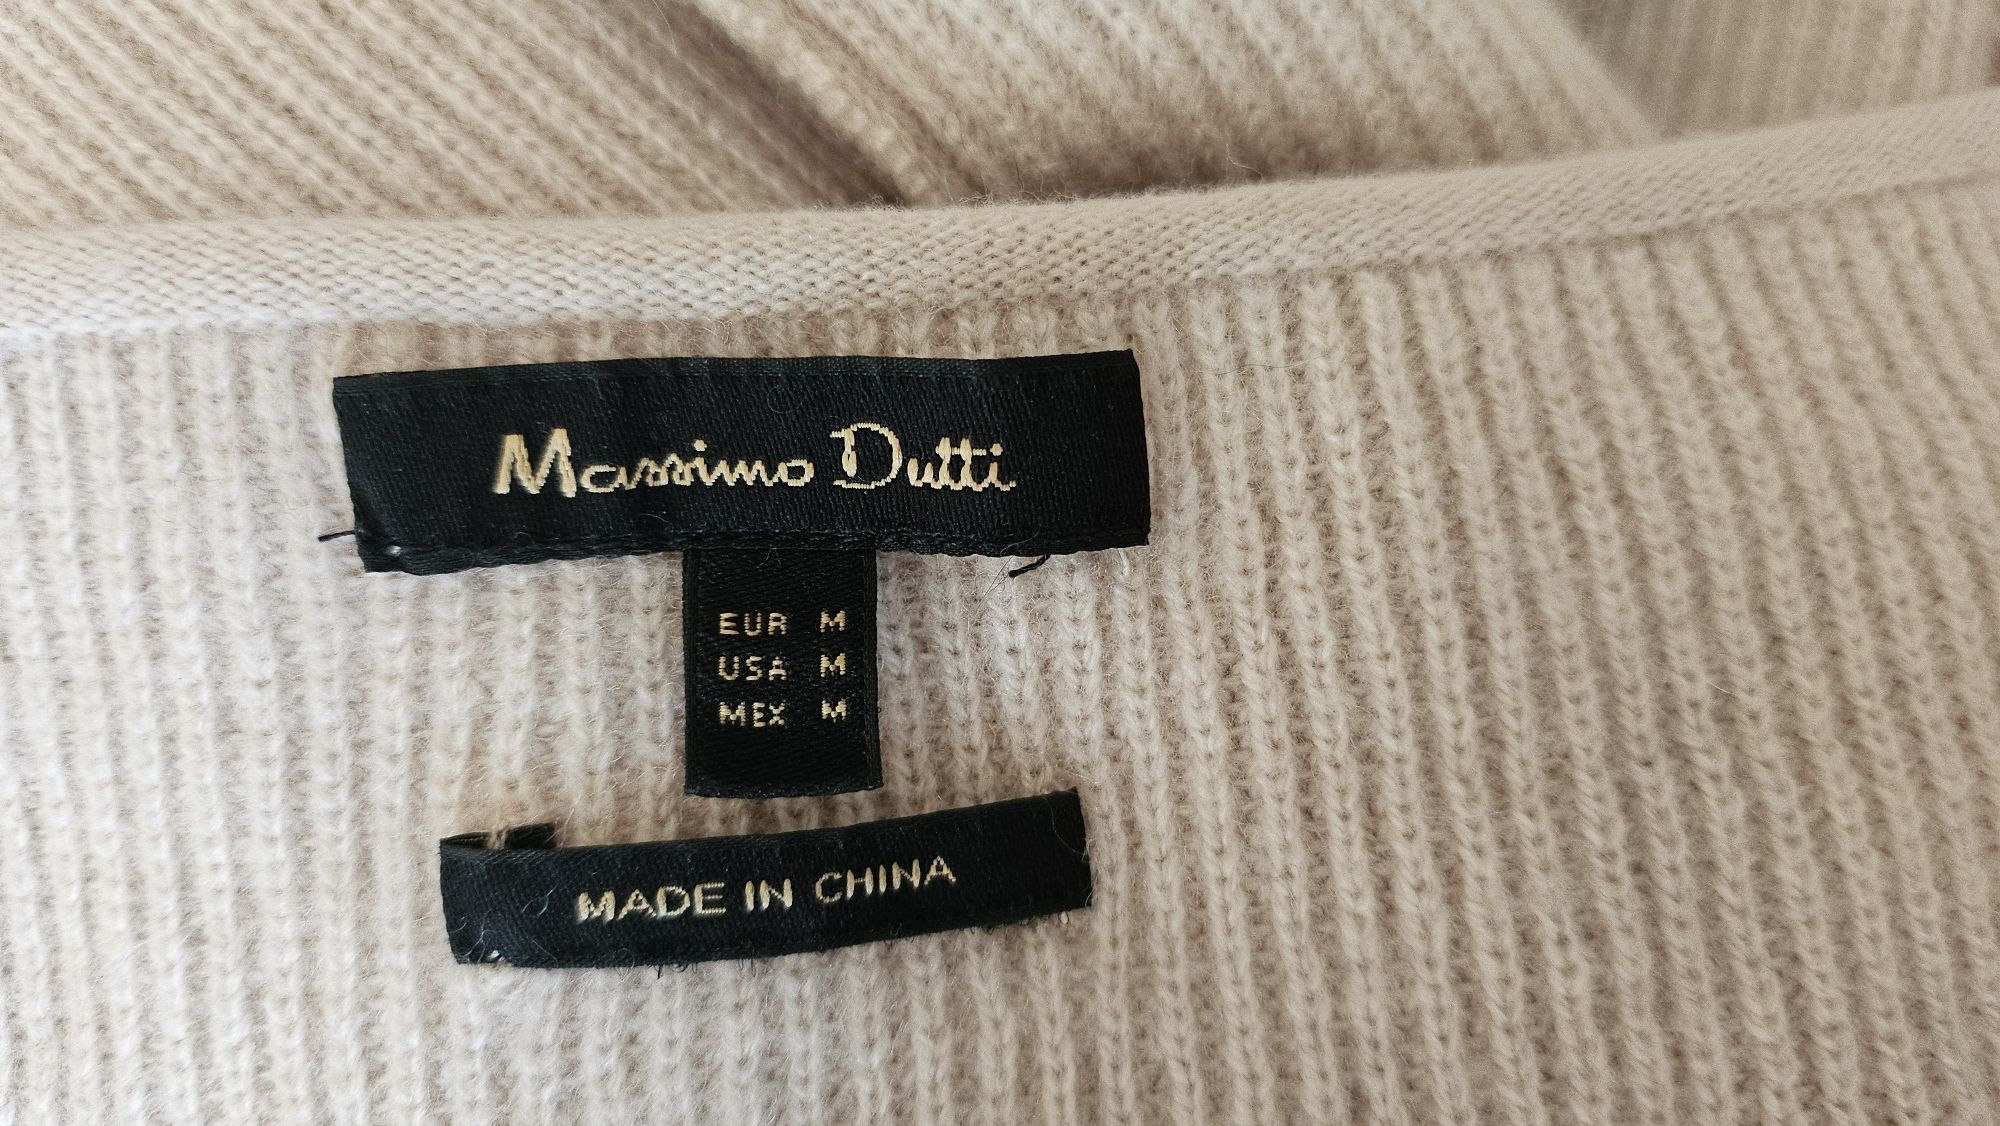 Massimo Dutti
EUR M
USA M
MEX M
MADE IN CHINA